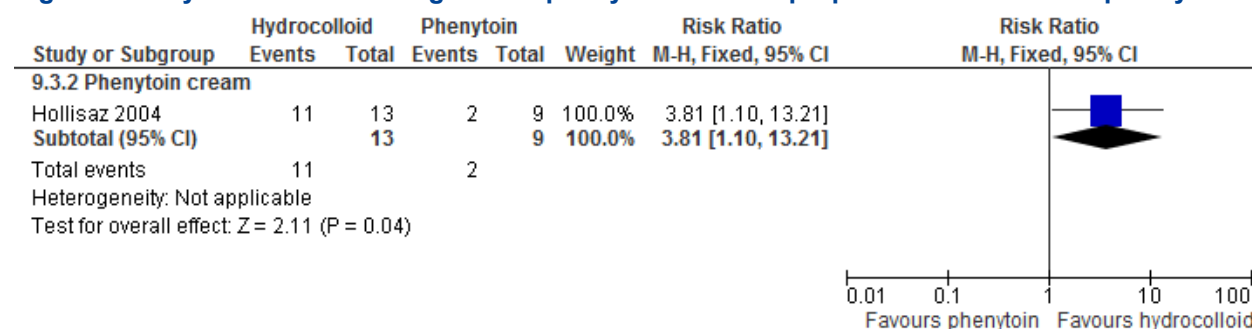 Hydrocolloid Phenytoin Risk Ratio Risk Ratio
Study or Subgroup Events Total Events Total Weight M-H, Fixed, 95% CI M-H, Fixed, 95% CI
9.3.2 Phenytoin cream
Hollisaz 2004 11 13 2 9 100.0% 3.81 [1.10, 13.21]
Subtotal (95% CI) 13 9 100.0% 3.81 [1.10, 13.21]
Total events 11 2
Heterogeneity: Not applicable
Test for overall effect: Z = 2.11 (P = 0.04)
0.01 0.1 1 10 100
Favours phenytoin Favours hydrocolloid